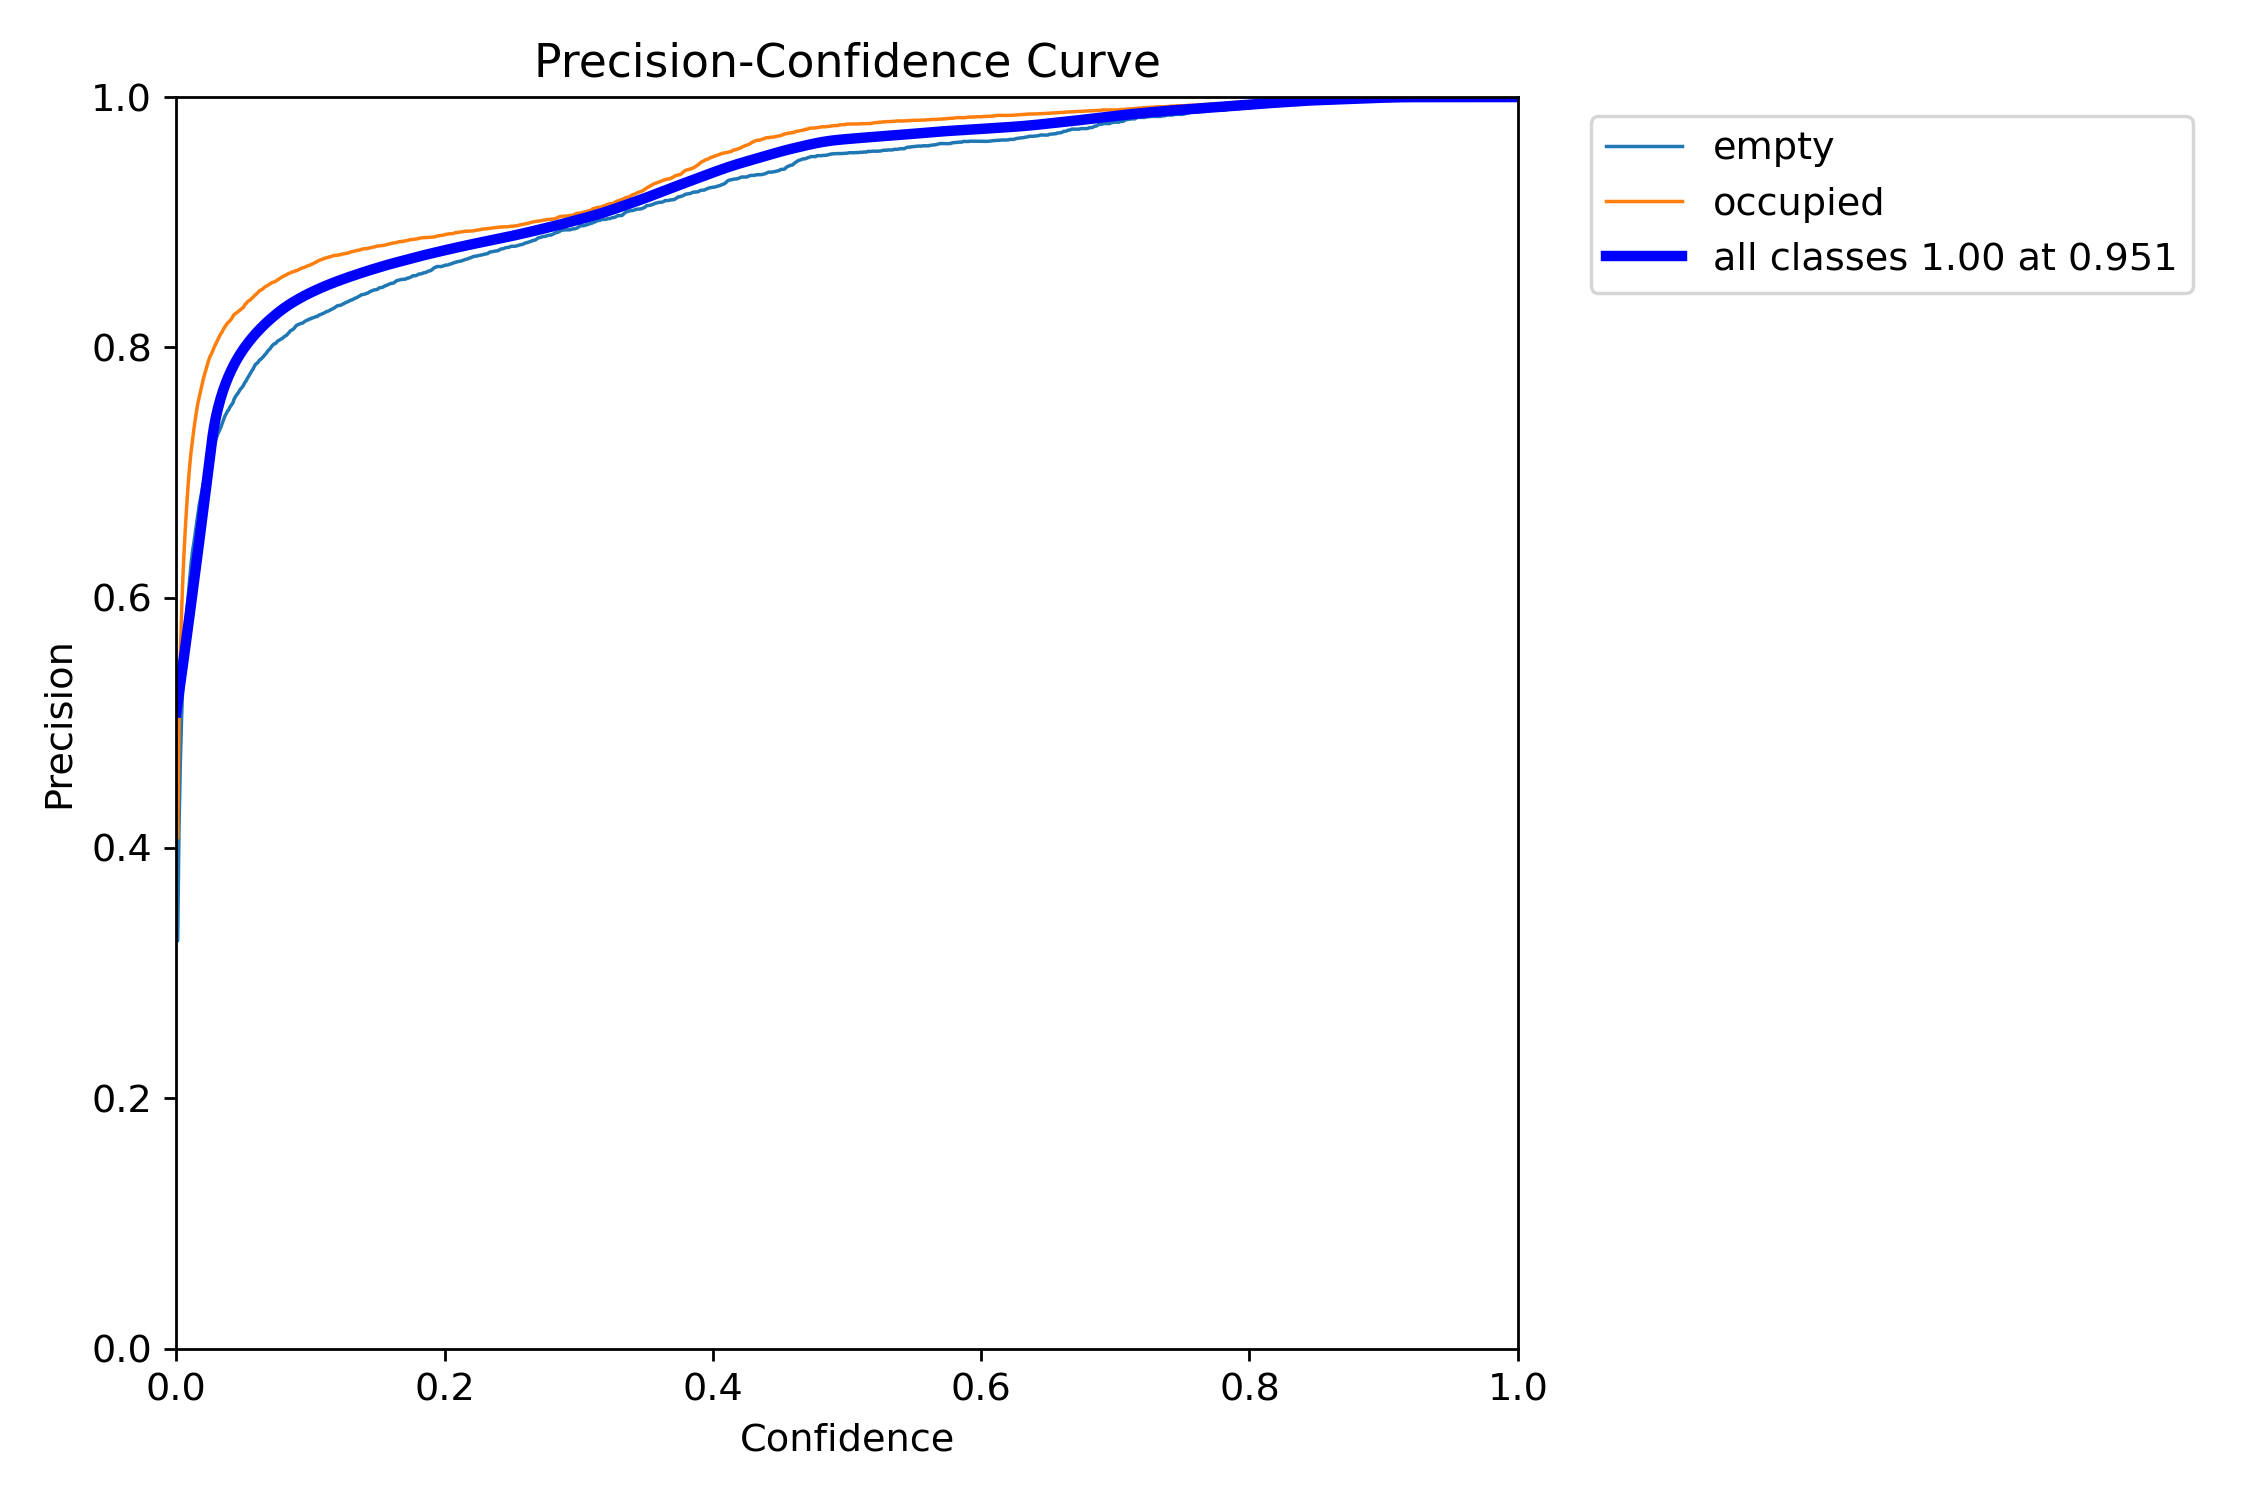 Precision-Confidence Curve
1.0
0.8
0.6
0.4
0.2
0.0
Precision
0.0 0.2 0.4 0.6 0.8 1.0
Confidence
empty
occupied
all classes 1.00 at 0.951